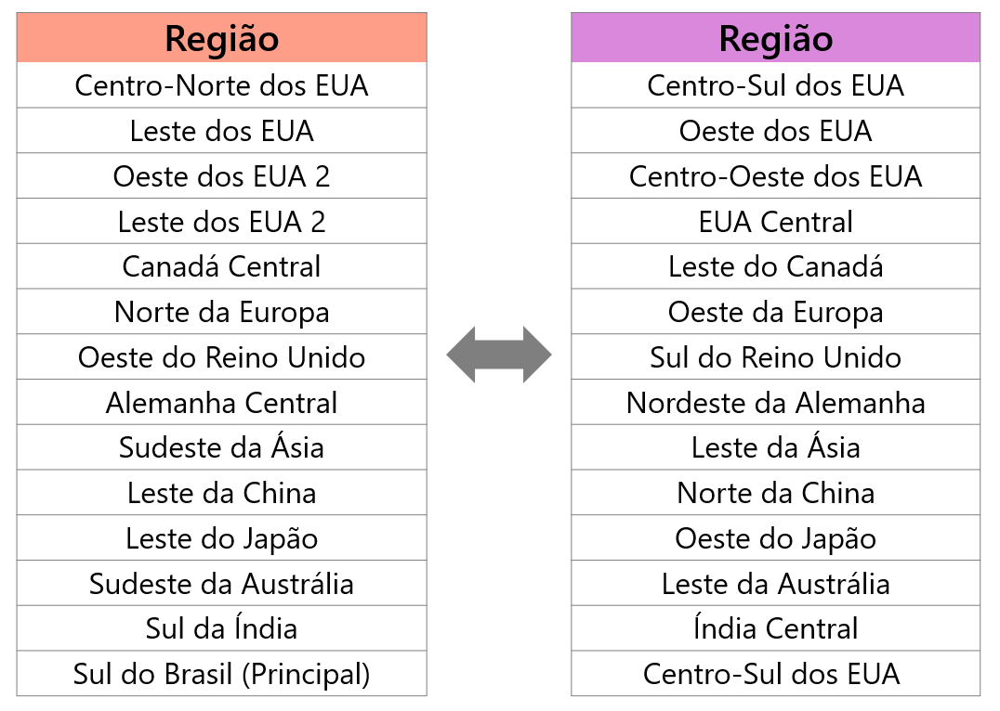 Região Região
Centro-Norte dos EUA Centro-Sul dos EUA
Leste dos EUA Oeste dos EUA
Oeste dos EUA 2 Centro-Oeste dos EUA
Leste dos EUA 2 EUA Central
Canadá Central Leste do Canadá
Norte da Europa Oeste da Europa
Oeste do Reino Unido Sul do Reino Unido
Alemanha Central Nordeste da Alemanha
Sudeste da Ásia Leste da Ásia
Leste da China Norte da China
Leste do Japão Oeste do Japão
Sudeste da Austrália Leste da Austrália
Sul da Índia Índia Central
Sul do Brasil (Principal) Centro-Sul dos EUA